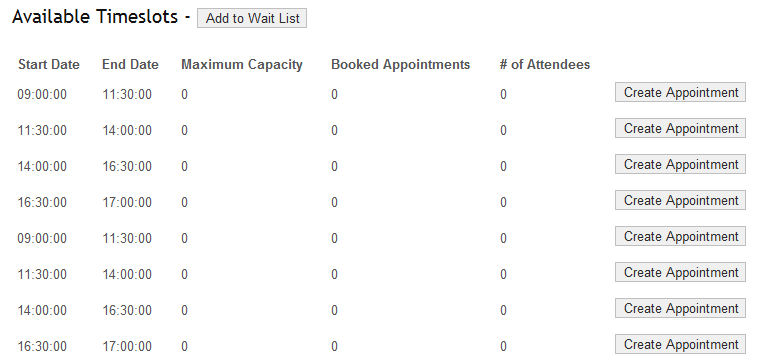 Available Timeslots - Add to Wait List
Start Date End Date Maximum Capacity Booked Appointments # of Attendees
09:00:00 11:30:00 0 0 0 Create Appointment
11:30:00 14:00:00 0 0 0 Create Appointment
14:00:00 16:30:00 0 0 0 Create Appointment
16:30:00 17:00:00 0 0 0 Create Appointment
09:00:00 11:30:00 0 0 0 Create Appointment
11:30:00 14:00:00 0 0 0 Create Appointment
14:00:00 16:30:00 0 0 0 Create Appointment
16:30:00 17:00:00 0 0 0 Create Appointment